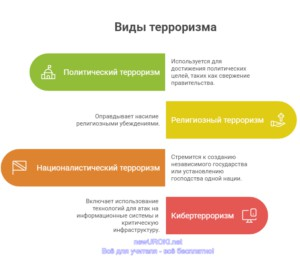 Виды терроризма
Политический терроризм
Используется для
достижения политических
целей, таких как свержение
правительства.
Оправдывает насилие
религиозными убеждениями.
Религиозный терроризм
Националистический терроризм
Стремится к созданию
независимого государства
или установлению
господства одной нации.
Включает использование
технологий для атак на
информационные системы и
критическую
инфраструктуру.
Кибертерроризм
newUROKI.net
Всё для учителя - всё бесплатно!